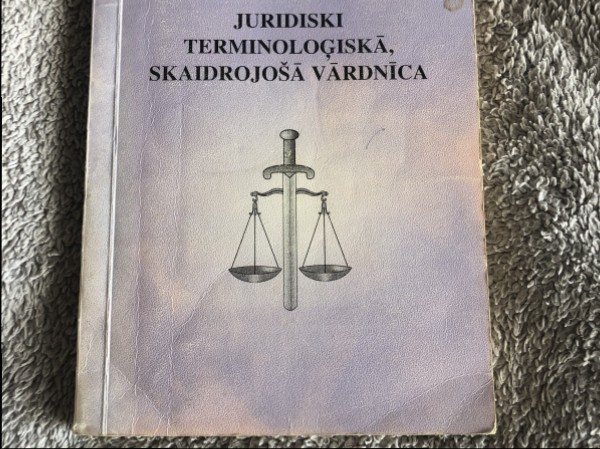 JURIDISKI
TERMINOLOĢISKĀ,
SKAIDROJOŠĀ VĀRDNĪCA